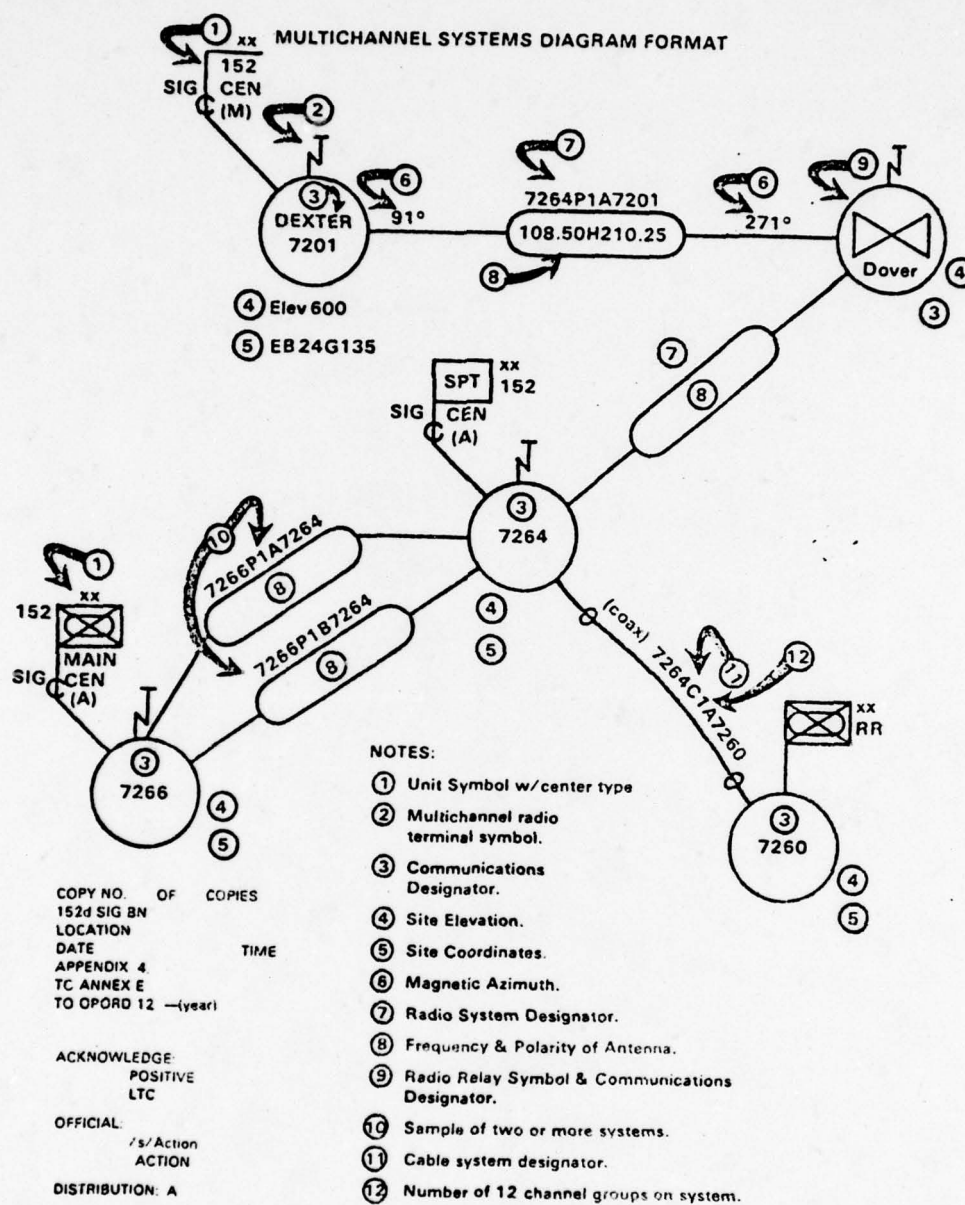 ① xx MULTICHANNEL SYSTEMS DIAGRAM FORMAT
152
SIG CEN
(M)
②
⑦
⑨
③
⑥
⑥
DEXTER
7201
91°
7264P1A7201
108.50H210.25
271°
Dover
⑧
④
③
④ Elev 600
⑤ EB24G135
⑦
⑧
SPT xx
152
SIG CEN
(A)
③
7264
④
⑤
⑩
7266P1A7264
⑧
7266P1B7264
⑧
①
xx
152
MAIN
SIG CEN
(A)
③
7266
④
⑤
(coax) 7264C1A7260
⑪
⑫
xx
RR
③
7260
④
⑤
NOTES:
① Unit Symbol w/center type
② Multichannel radio
terminal symbol.
③ Communications
Designator.
④ Site Elevation.
⑤ Site Coordinates.
⑥ Magnetic Azimuth.
⑦ Radio System Designator.
⑧ Frequency & Polarity of Antenna.
⑨ Radio Relay Symbol & Communications
Designator.
⑩ Sample of two or more systems.
⑪ Cable system designator.
⑫ Number of 12 channel groups on system.
COPY NO. OF COPIES
152d SIG BN
LOCATION
DATE TIME
APPENDIX 4
TC ANNEX E
TO OPORD 12 —(year)
ACKNOWLEDGE:
POSITIVE
LTC
OFFICIAL:
/s/Action
ACTION
DISTRIBUTION: A